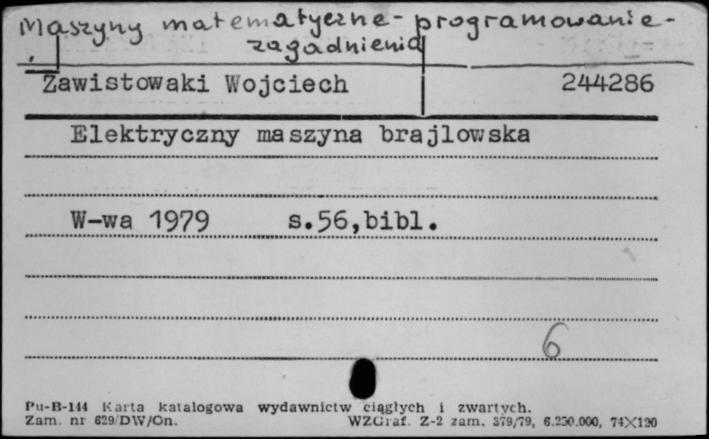 Maszyny matematyczne - programowanie -
zagadnienia
Zawistowaki Wojciech 244286
Elektryczny maszyna brajlowska
W-wa 1979 s.56,bibl.
6
Pu-B-144 Karta katalogowa wydawnictw ciągłych i zwartych.
Zam. nr 629/DW/On. WZGraf. Z-2 zam. 379/79, 6.250.000, 74X120